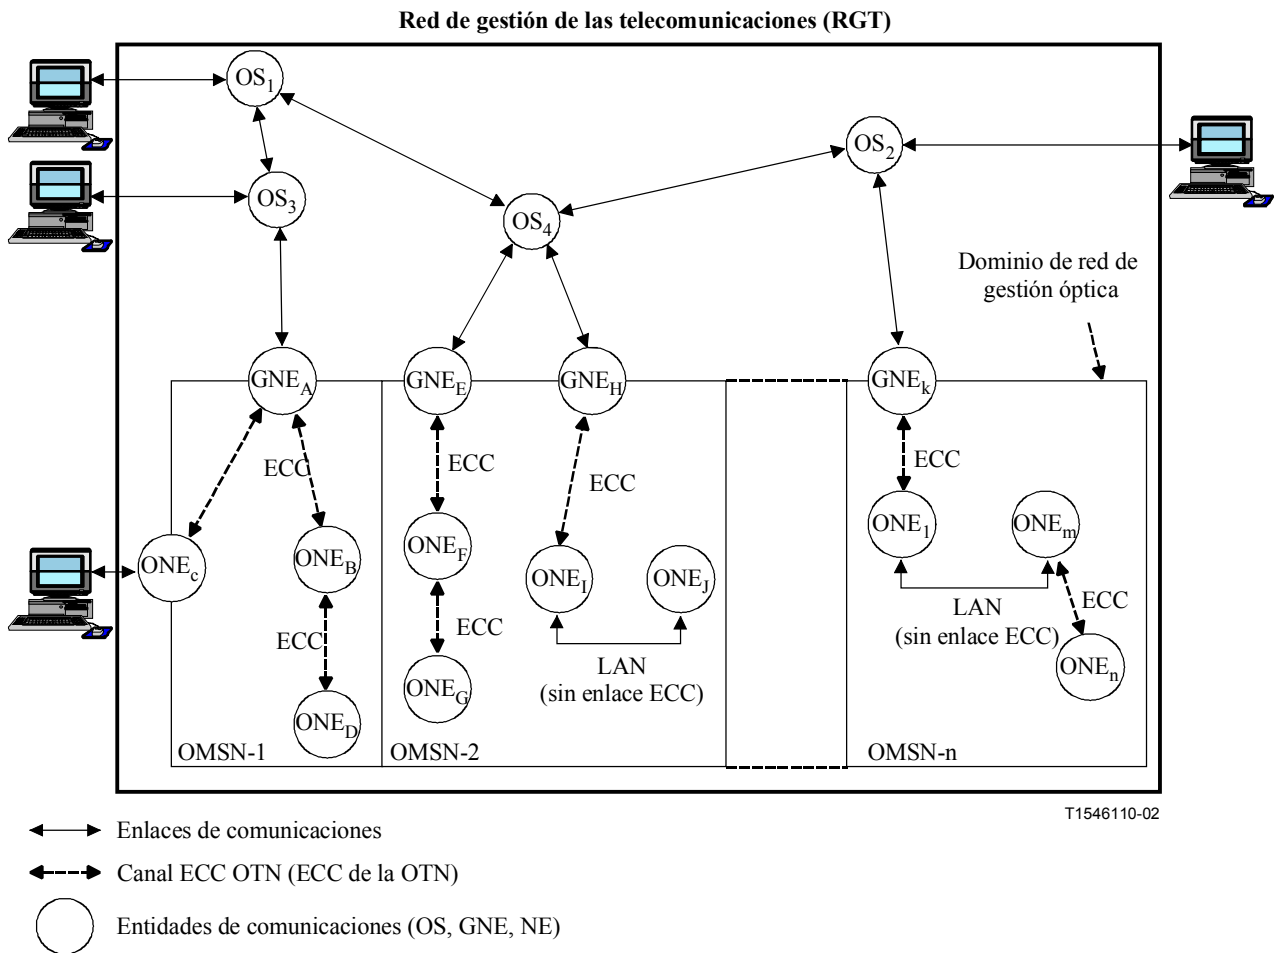 Red de gestión de las telecomunicaciones (RGT)
OS1
OS2
OS3
OS4
Dominio de red de
gestión óptica
GNEA
GNEE
GNEH
GNEk
ECC
ECC
ECC
ECC
ONEc
ONEB
ONEF
ONEI
ONEJ
ONE1
ONEm
ECC
ECC
LAN
(sin enlace ECC)
ECC
LAN
(sin enlace ECC)
ONED
ONEG
ONEn
OMSN-1
OMSN-2
OMSN-n
T1546110-02
Enlaces de comunicaciones
Canal ECC OTN (ECC de la OTN)
Entidades de comunicaciones (OS, GNE, NE)